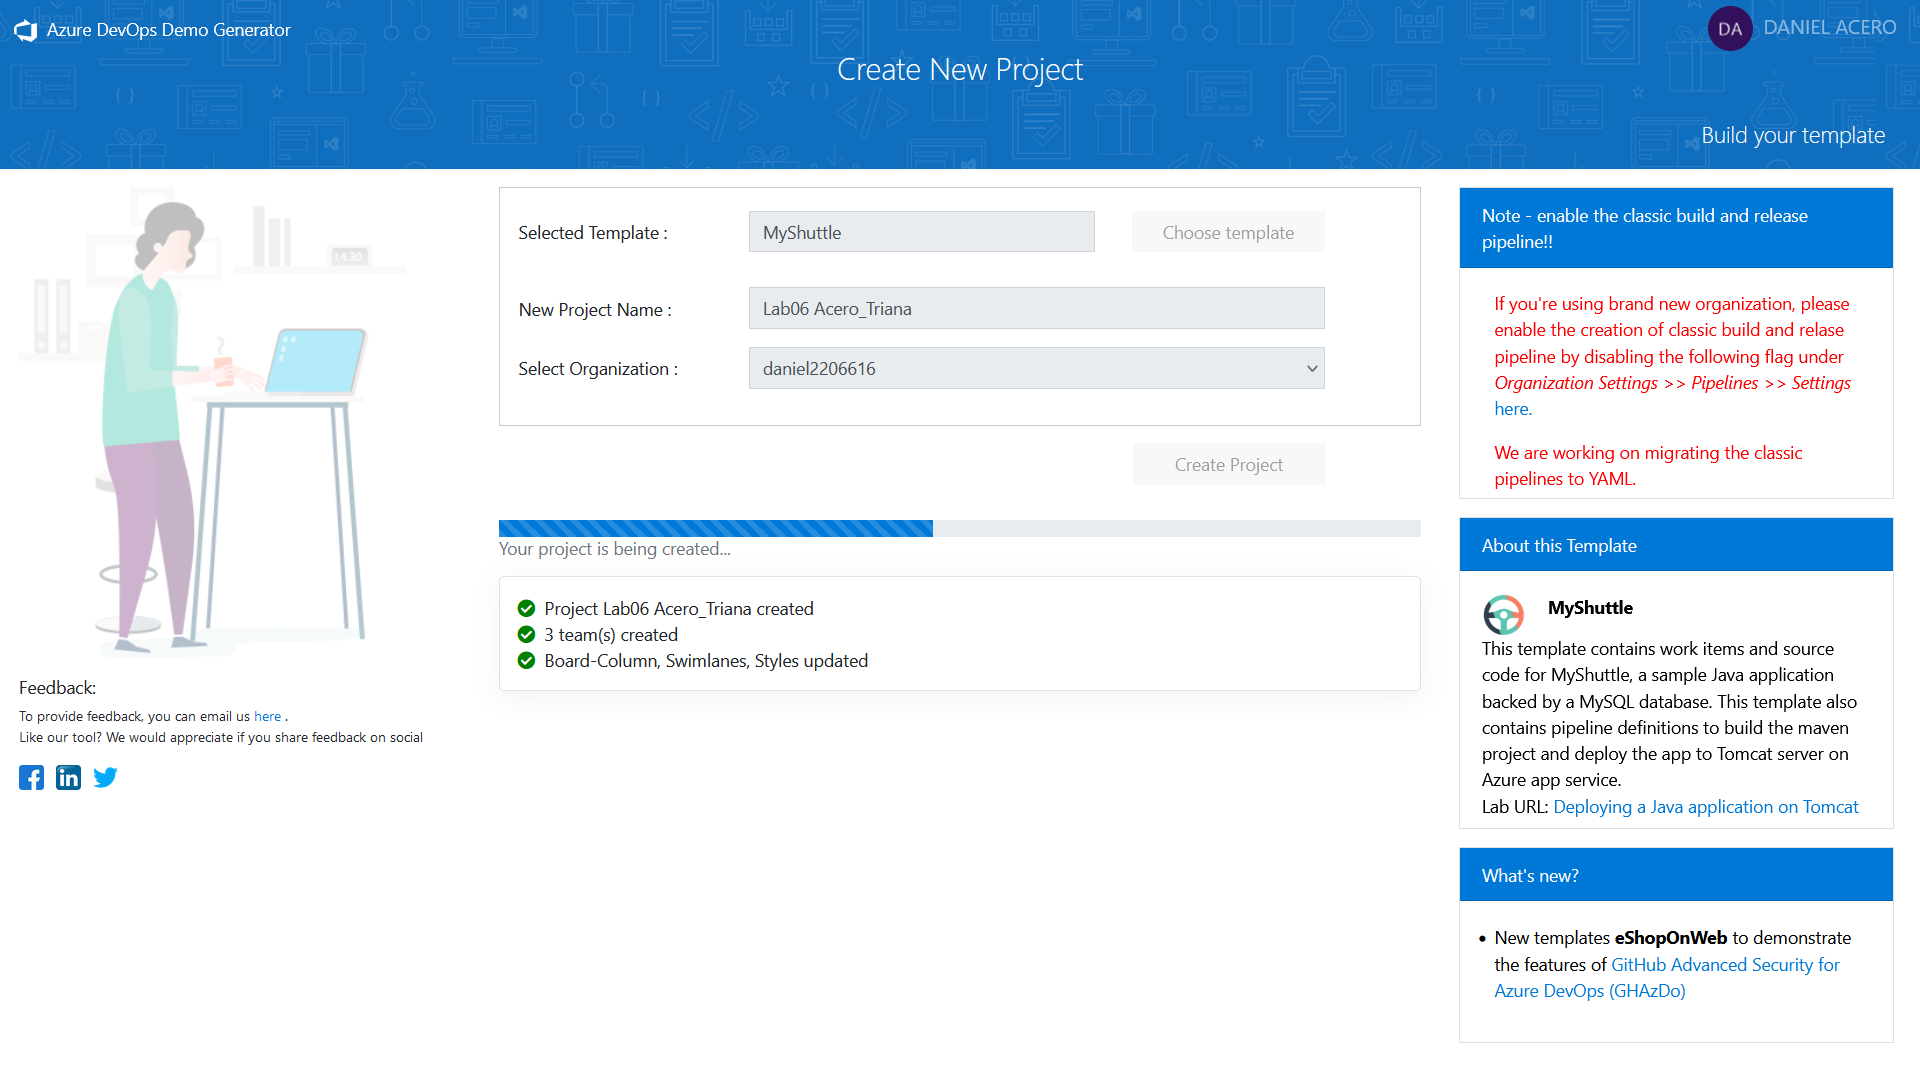 Azure DevOps Demo Generator
DA DANIEL ACERO
Create New Project
Build your template
14.30
Selected Template :
MyShuttle
Choose template
New Project Name :
Lab06 Acero_Triana
Select Organization :
daniel2206616
Create Project
Your project is being created...
Project Lab06 Acero_Triana created
3 team(s) created
Board-Column, Swimlanes, Styles updated
Feedback:
To provide feedback, you can email us here .
Like our tool? We would appreciate if you share feedback on social
Note - enable the classic build and release
pipeline!!
If you're using brand new organization, please
enable the creation of classic build and relase
pipeline by disabling the following flag under
Organization Settings >> Pipelines >> Settings
here.
We are working on migrating the classic
pipelines to YAML.
About this Template
MyShuttle
This template contains work items and source
code for MyShuttle, a sample Java application
backed by a MySQL database. This template also
contains pipeline definitions to build the maven
project and deploy the app to Tomcat server on
Azure app service.
Lab URL: Deploying a Java application on Tomcat
What's new?
New templates eShopOnWeb to demonstrate
the features of GitHub Advanced Security for
Azure DevOps (GHAzDo)